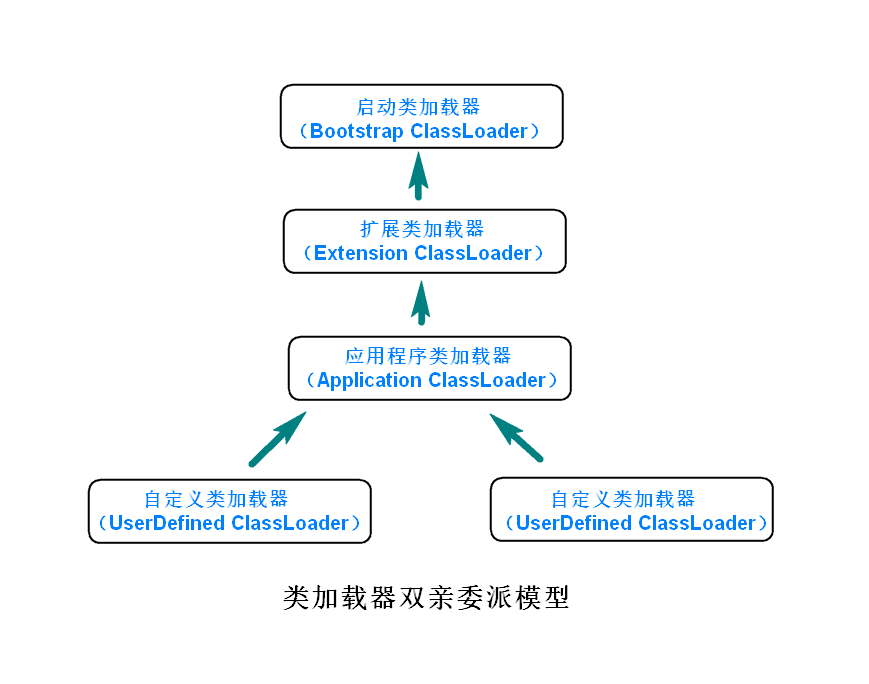 启动类加载器
（Bootstrap ClassLoader）
扩展类加载器
（Extension ClassLoader）
应用程序类加载器
（Application ClassLoader）
自定义类加载器
（UserDefined ClassLoader）
自定义类加载器
（UserDefined ClassLoader）
类加载器双亲委派模型